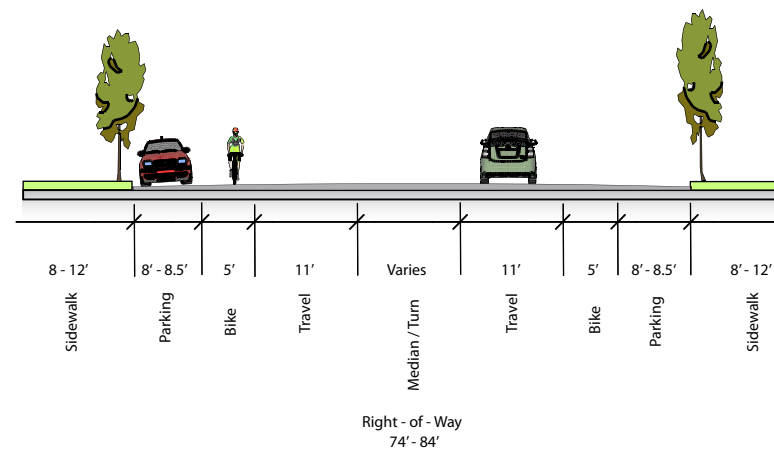 8 - 12’ 8‘ - 8.5’ 5’ 11’ Varies 11’ 5’ 8’ - 8.5‘ 8’ - 12’
Sidewalk
Parking
Bike
Travel
Median / Turn
Travel
Bike
Parking
Sidewalk
Right - of - Way
74’ - 84’